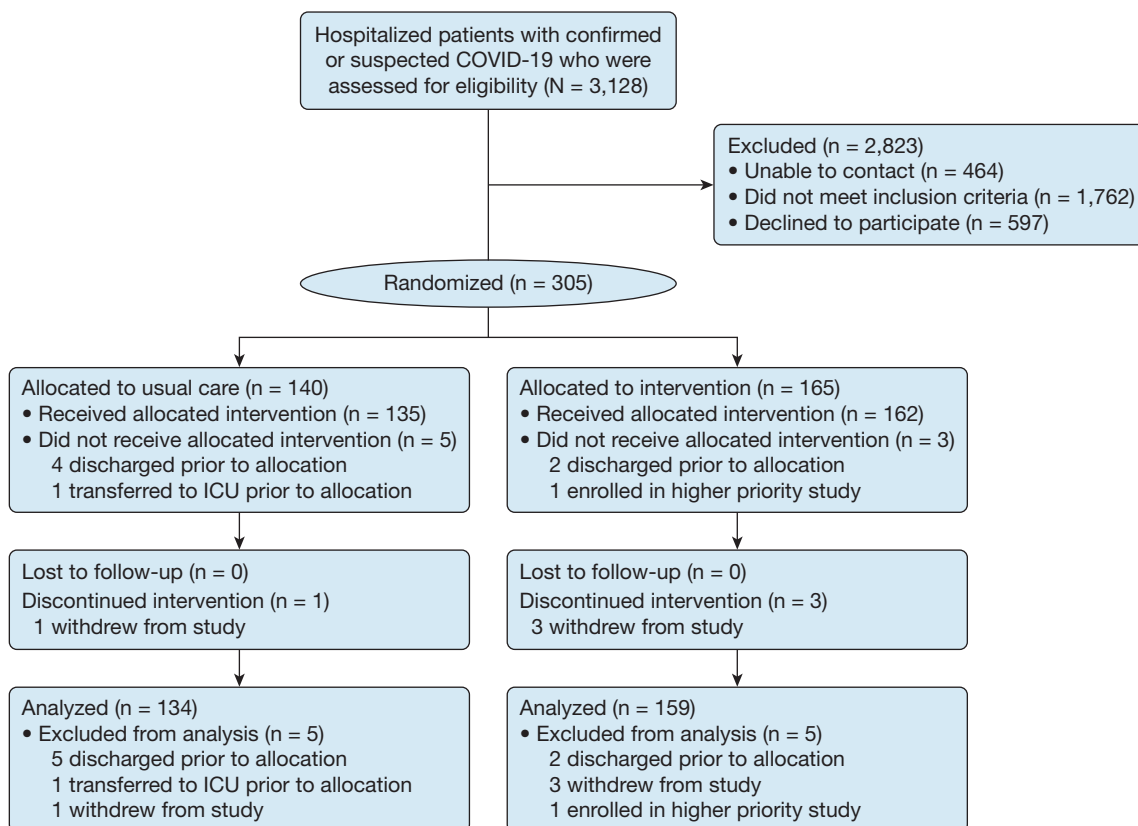 Hospitalized patients with confirmed
or suspected COVID-19 who were
assessed for eligibility (N = 3,128)
Excluded (n = 2,823)
• Unable to contact (n = 464)
• Did not meet inclusion criteria (n = 1,762)
• Declined to participate (n = 597)
Randomized (n = 305)
Allocated to usual care (n = 140)
• Received allocated intervention (n = 135)
• Did not receive allocated intervention (n = 5)
4 discharged prior to allocation
1 transferred to ICU prior to allocation
Allocated to intervention (n = 165)
• Received allocated intervention (n = 162)
• Did not receive allocated intervention (n = 3)
2 discharged prior to allocation
1 enrolled in higher priority study
Lost to follow-up (n = 0)
Discontinued intervention (n = 1)
1 withdrew from study
Lost to follow-up (n = 0)
Discontinued intervention (n = 3)
3 withdrew from study
Analyzed (n = 134)
• Excluded from analysis (n = 5)
5 discharged prior to allocation
1 transferred to ICU prior to allocation
1 withdrew from study
Analyzed (n = 159)
• Excluded from analysis (n = 5)
2 discharged prior to allocation
3 withdrew from study
1 enrolled in higher priority study